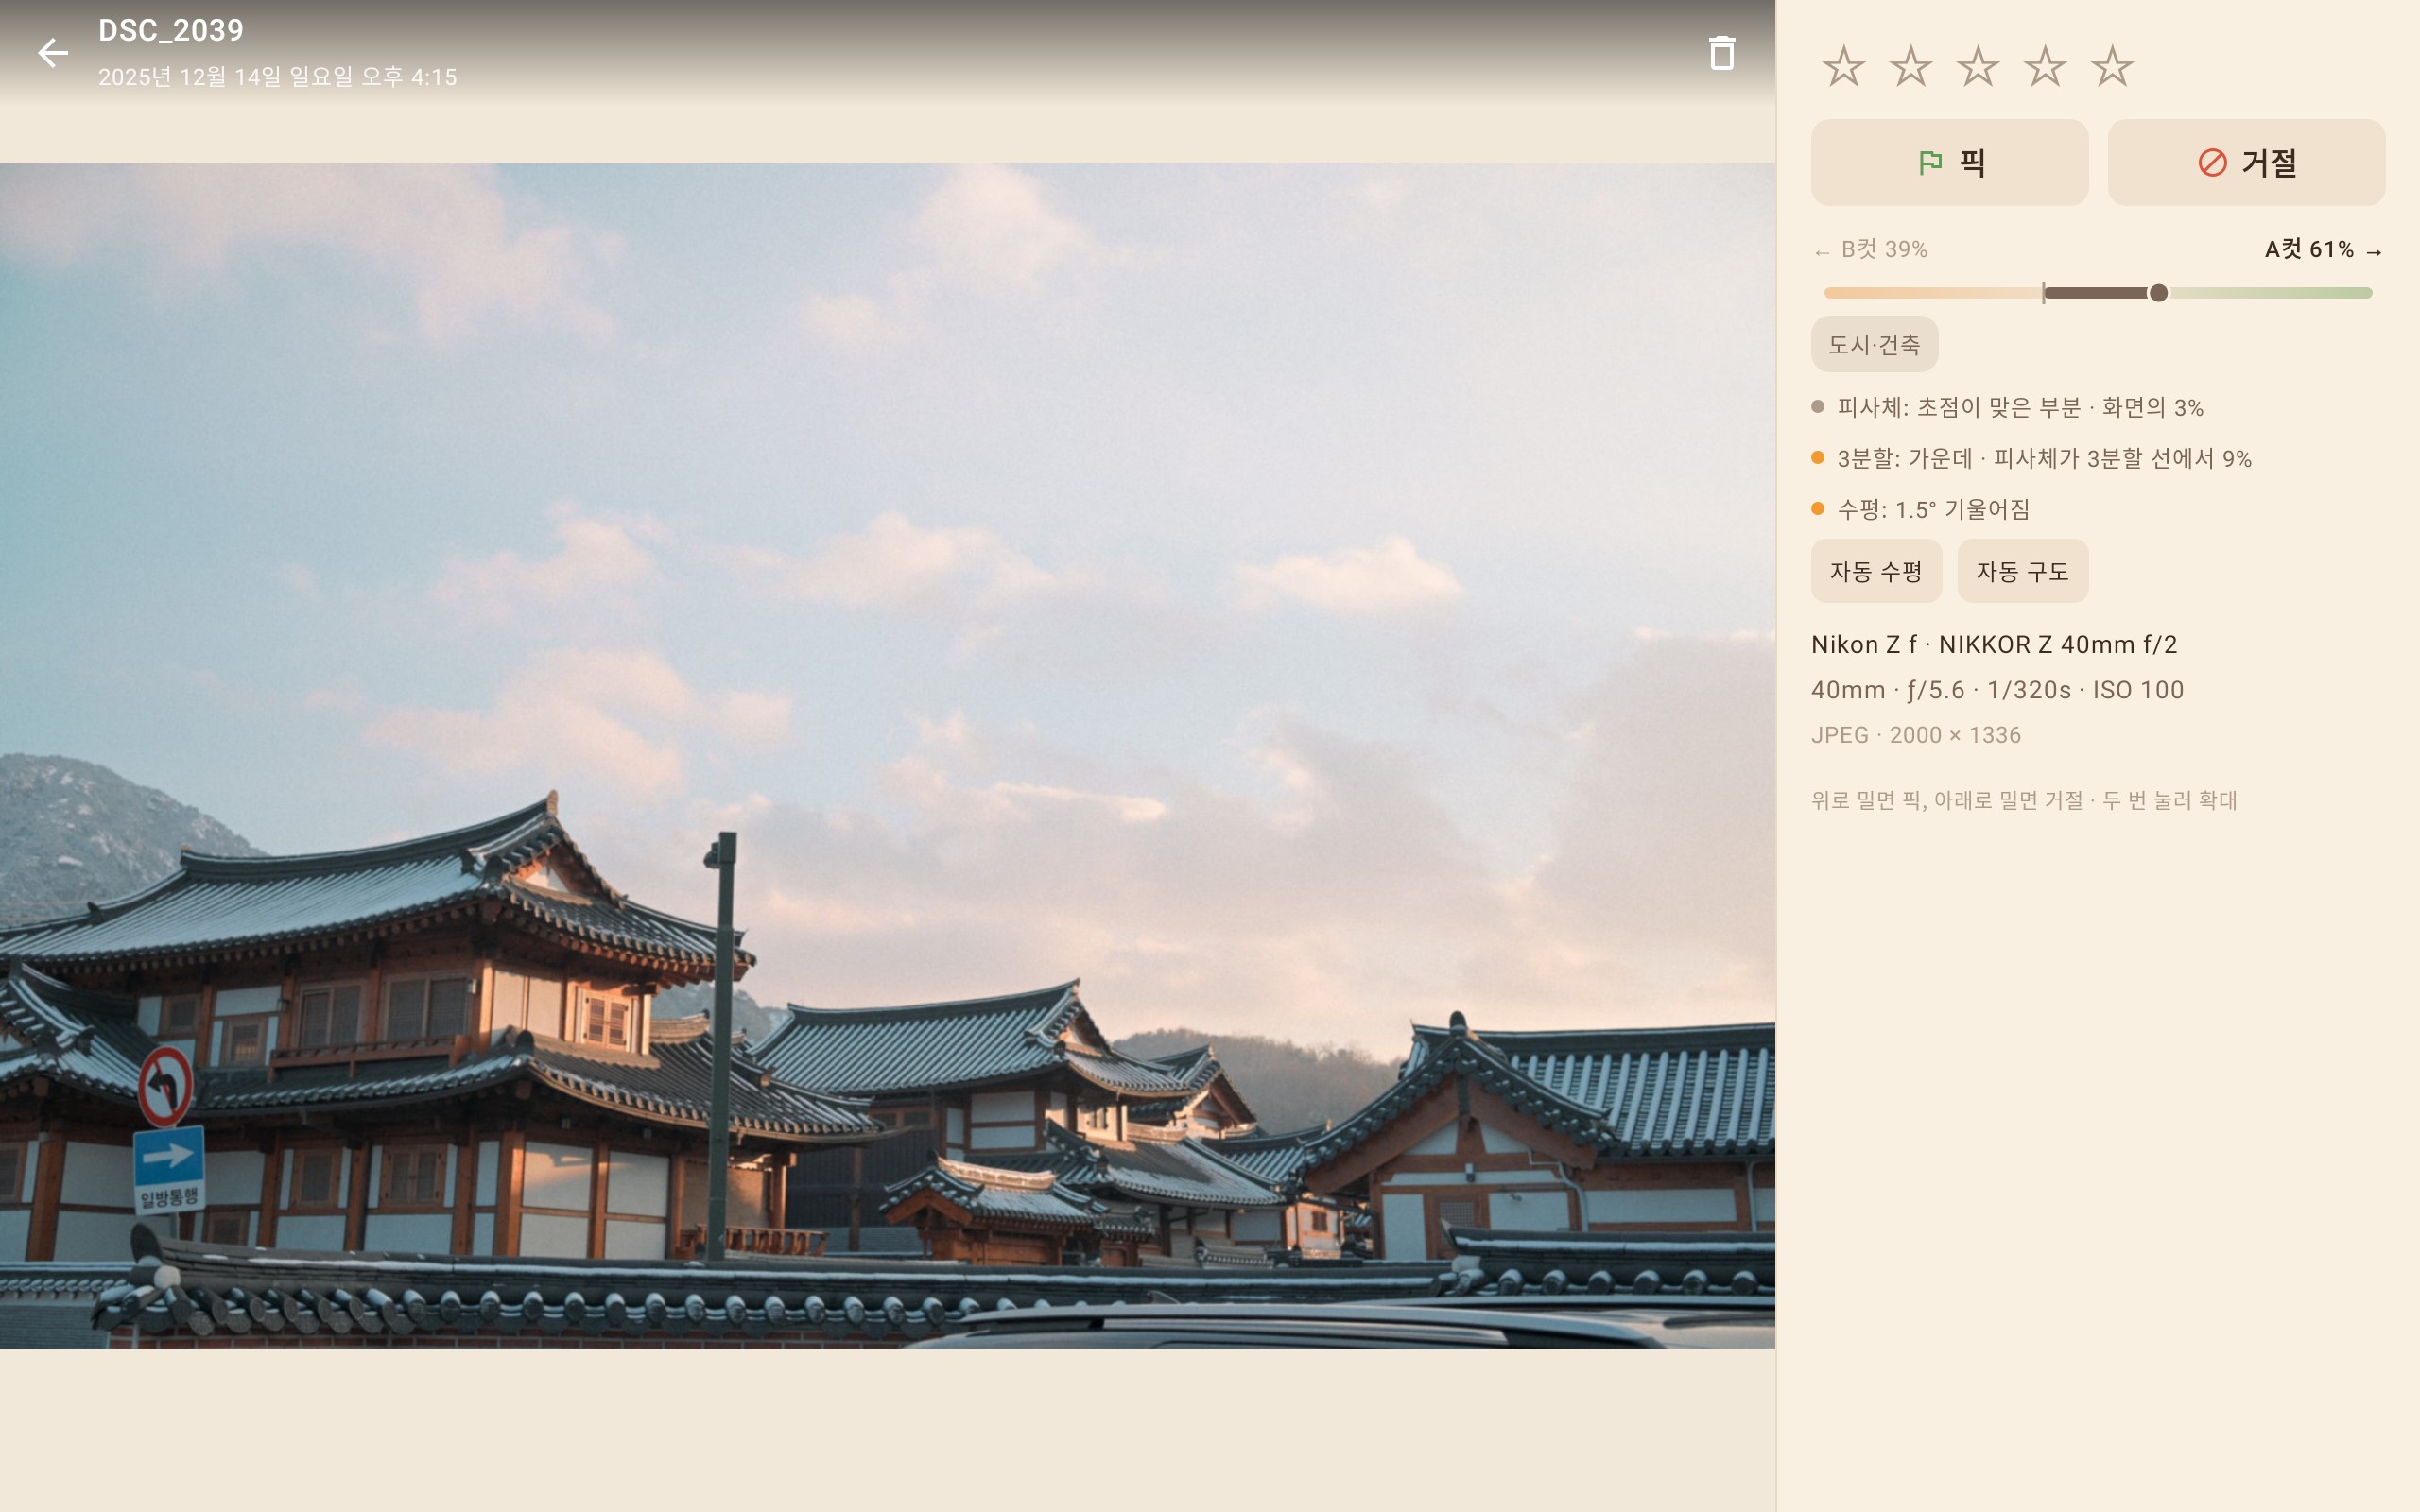 DSC_2039
2025년 12월 14일 일요일 오후 4:15
픽
거절
← B컷 39%
A컷 61% →
도시·건축
피사체: 초점이 맞은 부분 · 화면의 3%
3분할: 가운데 · 피사체가 3분할 선에서 9%
수평: 1.5° 기울어짐
자동 수평
자동 구도
Nikon Z f · NIKKOR Z 40mm f/2
40mm · ƒ/5.6 · 1/320s · ISO 100
JPEG · 2000 × 1336
위로 밀면 픽, 아래로 밀면 거절 · 두 번 눌러 확대
일방통행